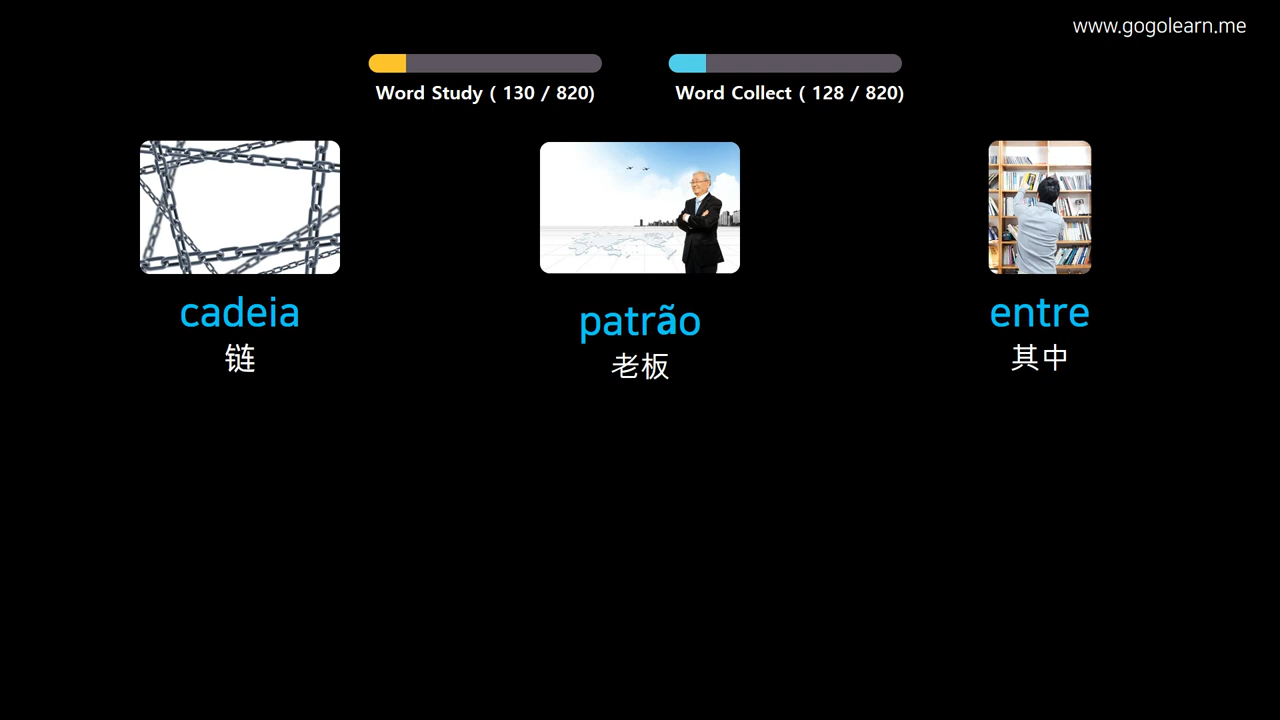 www.gogolearn.me
Word Study ( 130 / 820)
Word Collect ( 128 / 820)
cadeia
链
patrão
老板
entre
其中